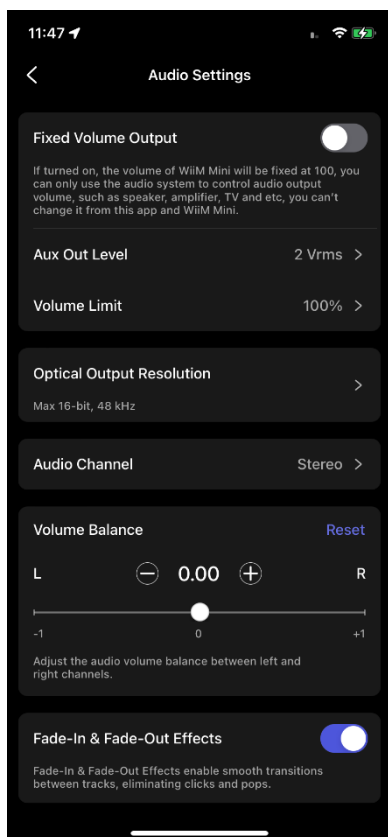 11:47
Audio Settings
Fixed Volume Output
If turned on, the volume of WiiM Mini will be fixed at 100, you
can only use the audio system to control audio output
volume, such as speaker, amplifier, TV and etc, you can't
change it from this app and WiiM Mini.
Aux Out Level 2 Vrms >
Volume Limit 100% >
Optical Output Resolution >
Max 16-bit, 48 kHz
Audio Channel Stereo >
Volume Balance Reset
L − 0.00 + R
-1 0 +1
Adjust the audio volume balance between left and
right channels.
Fade-In & Fade-Out Effects
Fade-In & Fade-Out Effects enable smooth transitions
between tracks, eliminating clicks and pops.